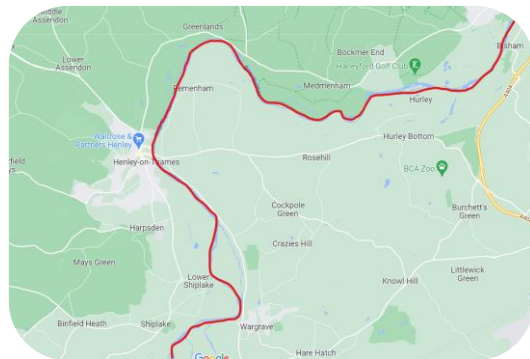 Middle
Assendon
Greenlands
Lower
Assendon
Bockmer End
Harleyford Golf Club
Bisham
Remenham
Medmenham
Hurley
A404
Waitrose &
Partners Henley
Henley-on-Thames
Hurley Bottom
Rosehill
BCA Zoo
Cockpole
Green
Burchett's
Green
Harpsden
Crazies Hill
Mays Green
Lower
Shiplake
Knowl Hill
Littlewick
Green
Binfield Heath
Shiplake
Wargrave
Hare Hatch
Google